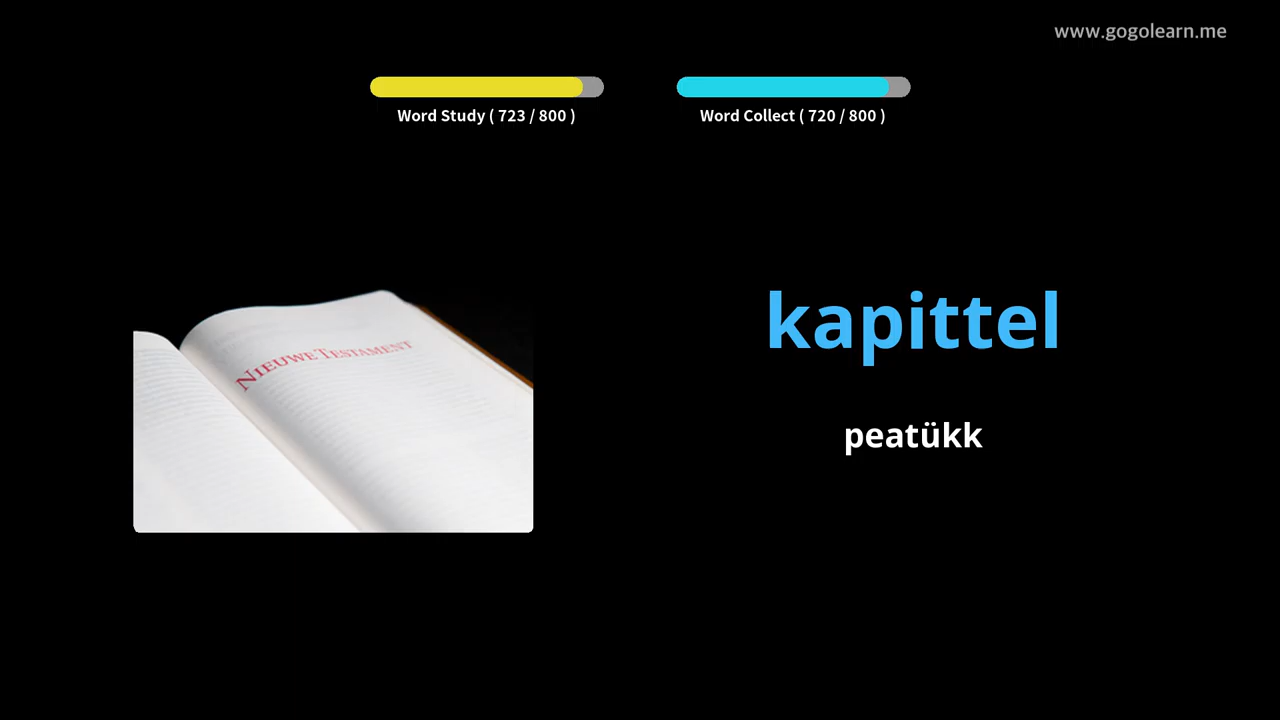 www.gogolearn.me
Word Study ( 723 / 800 )
Word Collect ( 720 / 800 )
NIEUWE TESTAMENT
kapittel
peatükk